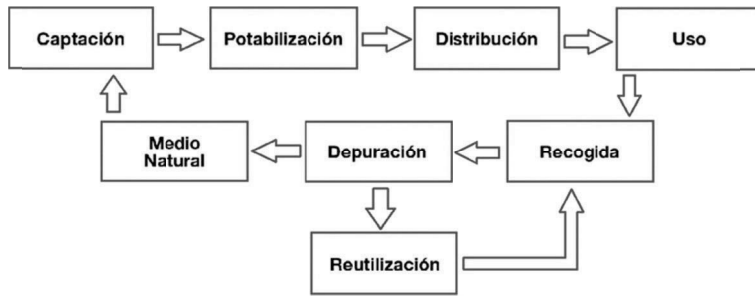 Captación
Potabilización
Distribución
Uso
Medio
Natural
Depuración
Recogida
Reutilización